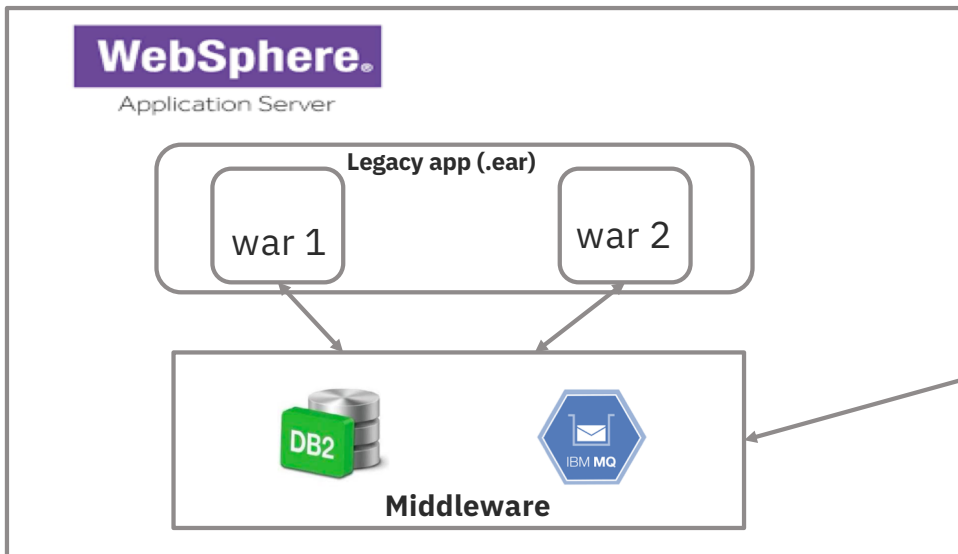 WebSphere®
Application Server
Legacy app (.ear)
war 1
war 2
DB2
IBM MQ
Middleware